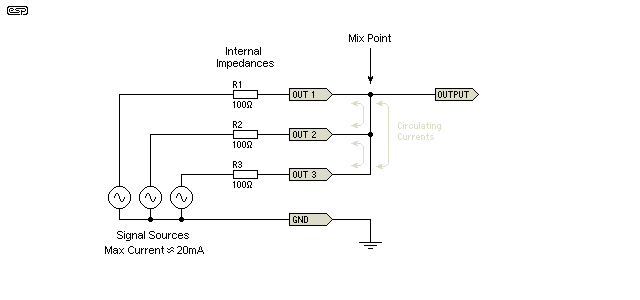 esp
Mix Point
Internal
Impedances
R1
100Ω
OUT 1
OUTPUT
R2
100Ω
OUT 2
Circulating
Currents
R3
100Ω
OUT 3
GND
Signal Sources
Max Current ≈ 20mA